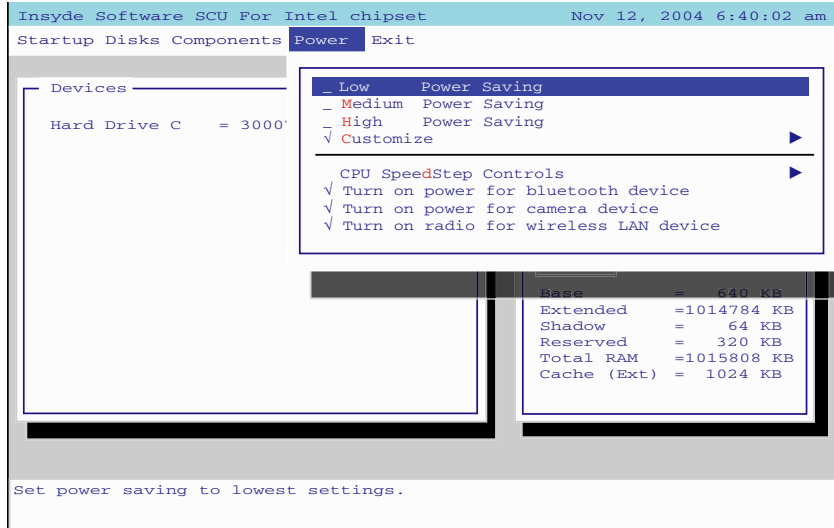 Insyde Software SCU For Intel chipset Nov 12, 2004 6:40:02 am
Startup Disks Components Power Exit
Devices
Hard Drive C = 3000
_ Low Power Saving
_ Medium Power Saving
_ High Power Saving
√ Customize ▶
CPU SpeedStep Controls ▶
√ Turn on power for bluetooth device
√ Turn on power for camera device
√ Turn on radio for wireless LAN device
Base = 640 KB
Extended =1014784 KB
Shadow = 64 KB
Reserved = 320 KB
Total RAM =1015808 KB
Cache (Ext) = 1024 KB
Set power saving to lowest settings.